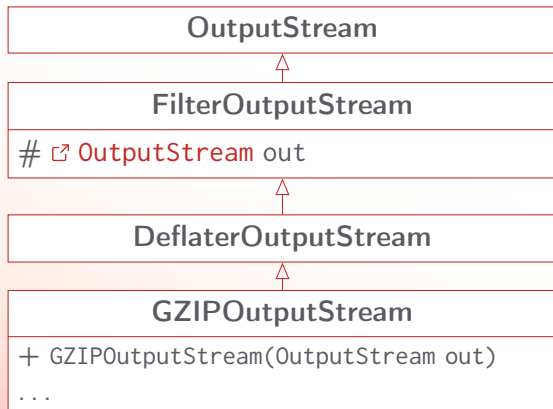 OutputStream
FilterOutputStream
# OutputStream out
DeflaterOutputStream
GZIPOutputStream
+ GZIPOutputStream(OutputStream out)
...